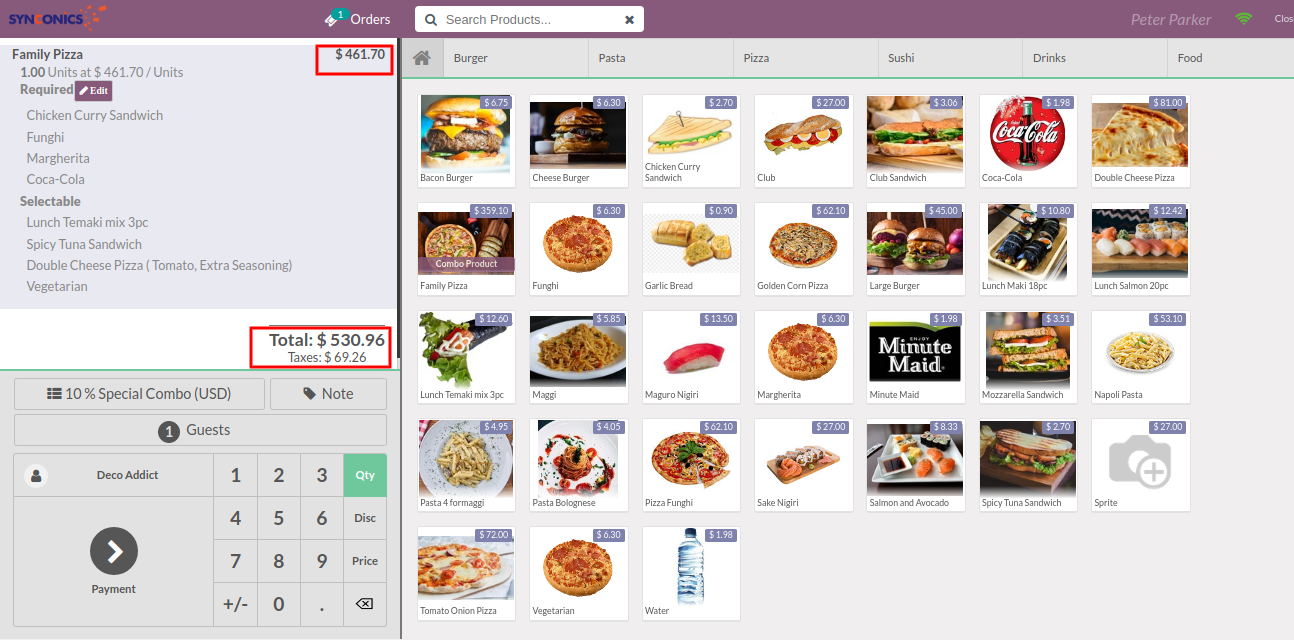 SYNCONICS
1 Orders
Search Products...
Peter Parker
Clos
Family Pizza $ 461.70
1.00 Units at $ 461.70 / Units
Required Edit
Chicken Curry Sandwich
Funghi
Margherita
Coca-Cola
Selectable
Lunch Temaki mix 3pc
Spicy Tuna Sandwich
Double Cheese Pizza ( Tomato, Extra Seasoning)
Vegetarian
Total: $ 530.96
Taxes: $ 69.26
10 % Special Combo (USD)
Note
1 Guests
Deco Addict
Payment
1 2 3 Qty
4 5 6 Disc
7 8 9 Price
+/- 0 .
Burger Pasta Pizza Sushi Drinks Food
$ 6.75
Bacon Burger
$ 6.30
Cheese Burger
$ 2.70
Chicken Curry
Sandwich
$ 27.00
Club
$ 3.06
Club Sandwich
$ 1.98
Coca-Cola
Coca-Cola
$ 81.00
Double Cheese Pizza
$ 359.10
Combo Product
Family Pizza
$ 6.30
Funghi
$ 0.90
Garlic Bread
$ 62.10
Golden Corn Pizza
$ 45.00
Large Burger
$ 10.80
Lunch Maki 18pc
$ 12.42
Lunch Salmon 20pc
$ 12.60
Lunch Temaki mix 3pc
$ 5.85
Maggi
$ 13.50
Maguro Nigiri
$ 6.30
Margherita
$ 1.98
ENJOY
Minute
Maid
Minute Maid
$ 3.51
Mozzarella Sandwich
$ 53.10
Napoli Pasta
$ 4.95
Pasta 4 formaggi
$ 4.05
Pasta Bolognese
$ 62.10
Pizza Funghi
$ 27.00
Sake Nigiri
$ 8.33
Salmon and Avocado
$ 2.70
Spicy Tuna Sandwich
$ 27.00
Sprite
$ 72.00
Tomato Onion Pizza
$ 6.30
Vegetarian
$ 1.98
Water